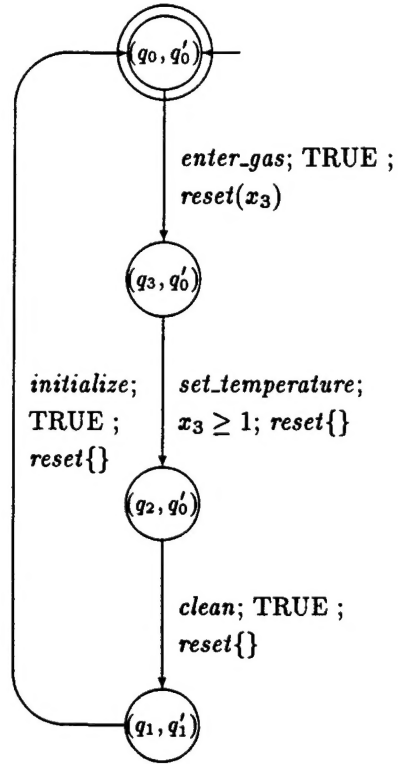 (q₀, q′₀)
enter_gas; TRUE ;
reset(x₃)
(q₃, q′₀)
initialize;
TRUE ;
reset{}
set_temperature;
x₃ ≥ 1; reset{}
(q₂, q′₀)
clean; TRUE ;
reset{}
(q₁, q′₁)